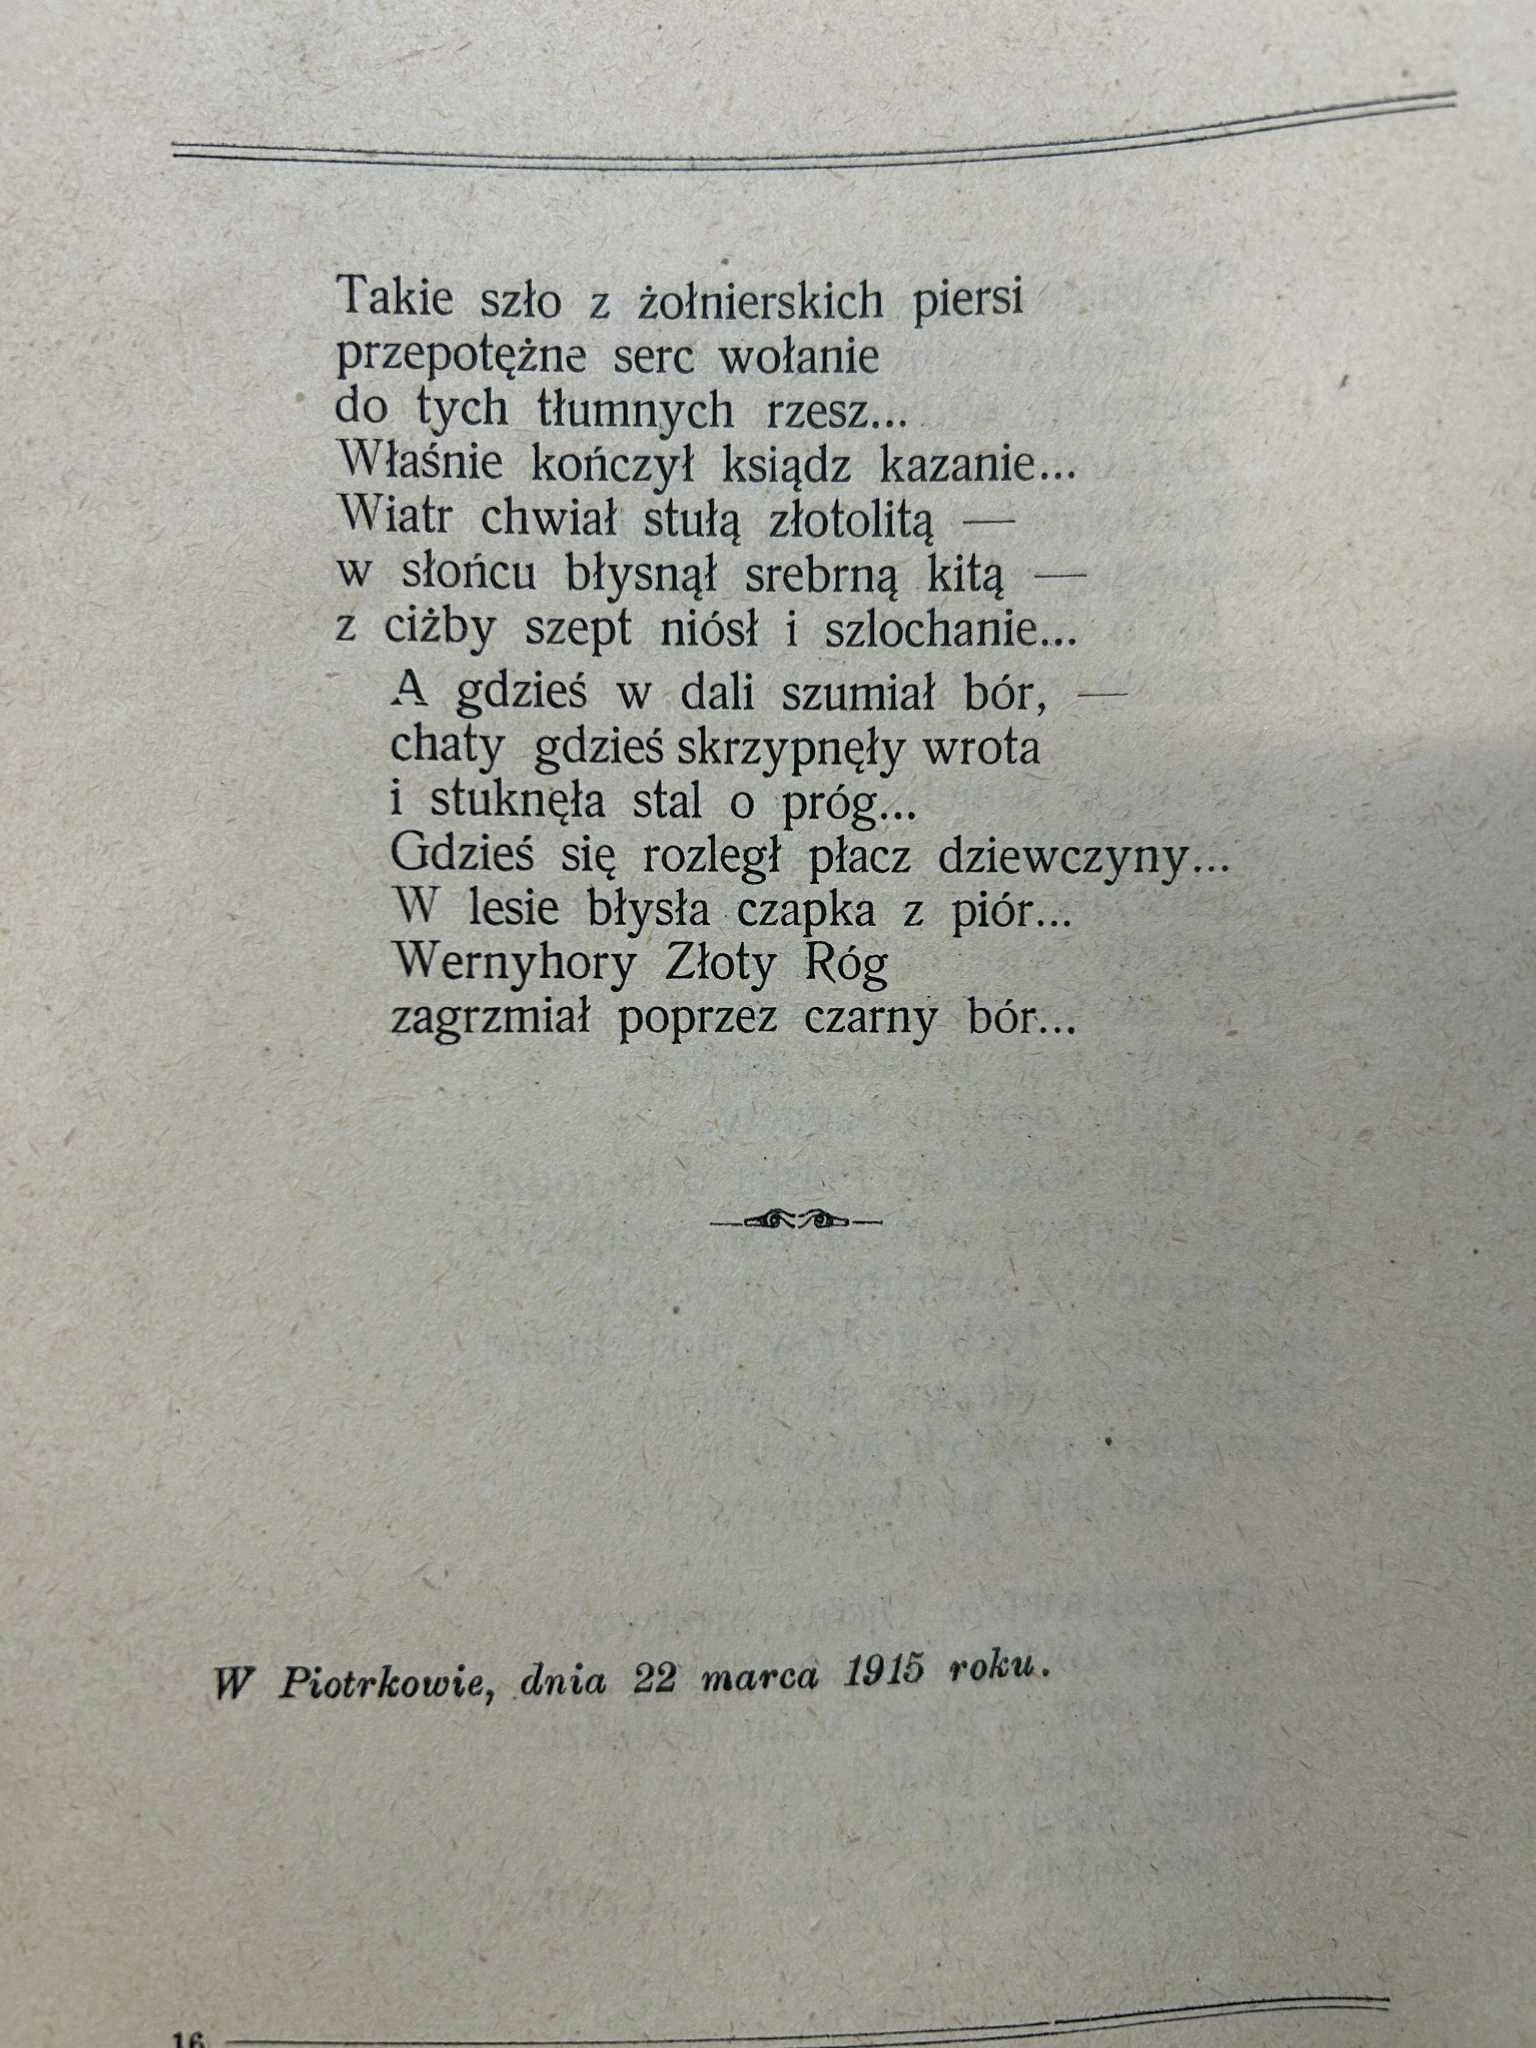 Takie szło z żołnierskich piersi
przepotężne serc wołanie
do tych tłumnych rzesz...
Właśnie kończył ksiądz kazanie...
Wiatr chwiał stułą złotolitą —
w słońcu błysnął srebrną kitą —
z ciżby szept niósł i szlochanie...
A gdzieś w dali szumiał bór, —
chaty gdzieś skrzypnęły wrota
i stuknęła stal o próg...
Gdzieś się rozległ płacz dziewczyny...
W lesie błysła czapka z piór...
Wernyhory Złoty Róg
zagrzmiał poprzez czarny bór...
W Piotrkowie, dnia 22 marca 1915 roku.
16